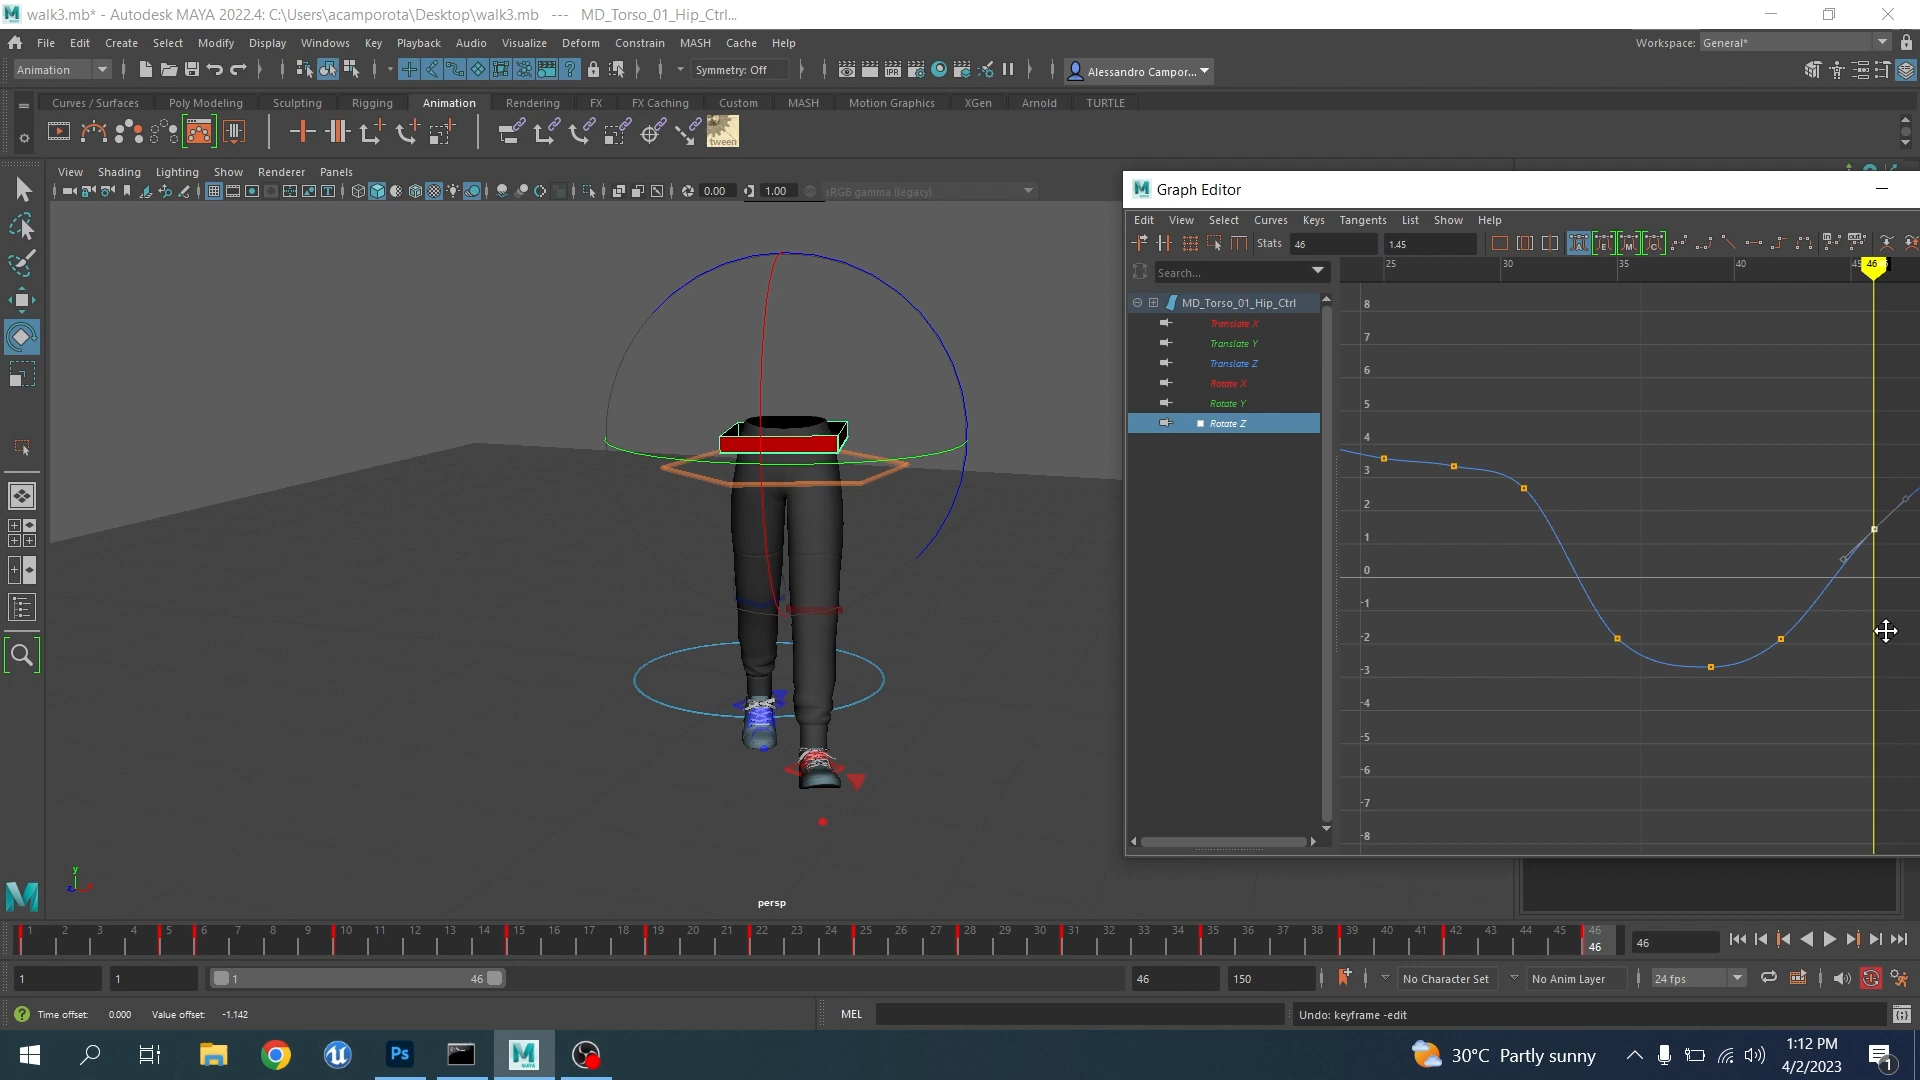 walk3.mb* - Autodesk MAYA 2022.4: C:\Users\acamporota\Desktop\walk3.mb   ---   MD_Torso_01_Hip_Ctrl...
File Edit Create Select Modify Display Windows Key Playback Audio Visualize Deform Constrain MASH Cache Help
Workspace: General*
Animation
Symmetry: Off
IPR
Alessandro Campor...
Curves / Surfaces Poly Modeling Sculpting Rigging Animation Rendering FX FX Caching Custom MASH Motion Graphics XGen Arnold TURTLE
tween
View Shading Lighting Show Renderer Panels
0.00 1.00 sRGB gamma (legacy)
Graph Editor
Edit View Select Curves Keys Tangents List Show Help
Stats 46 1.45
Search...
25 30 35 40 45 46
MD_Torso_01_Hip_Ctrl
Translate X
Translate Y
Translate Z
Rotate X
Rotate Y
Rotate Z
8
7
6
5
4
3
2
1
0
-1
-2
-3
-4
-5
-6
-7
-8
y
persp
1 2 3 4 5 6 7 8 9 10 11 12 13 14 15 16 17 18 19 20 21 22 23 24 25 26 27 28 29 30 31 32 33 34 35 36 37 38 39 40 41 42 43 44 45 46
46
46
1 1 1 46 46 150 No Character Set No Anim Layer 24 fps
Time offset: 0.000 Value offset: -1.142 MEL Undo: keyframe -edit
Ps
MAYA
30°C Partly sunny
1:12 PM
4/2/2023
1